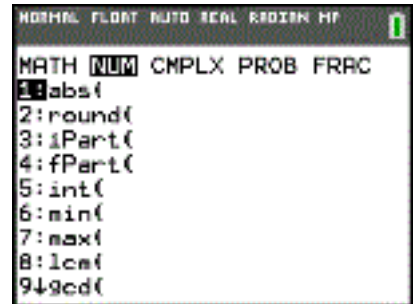 NORMAL FLOAT AUTO REAL RADIAN MP
MATH NUM CMPLX PROB FRAC
1:abs(
2:round(
3:iPart(
4:fPart(
5:int(
6:min(
7:max(
8:lcm(
9↓gcd(